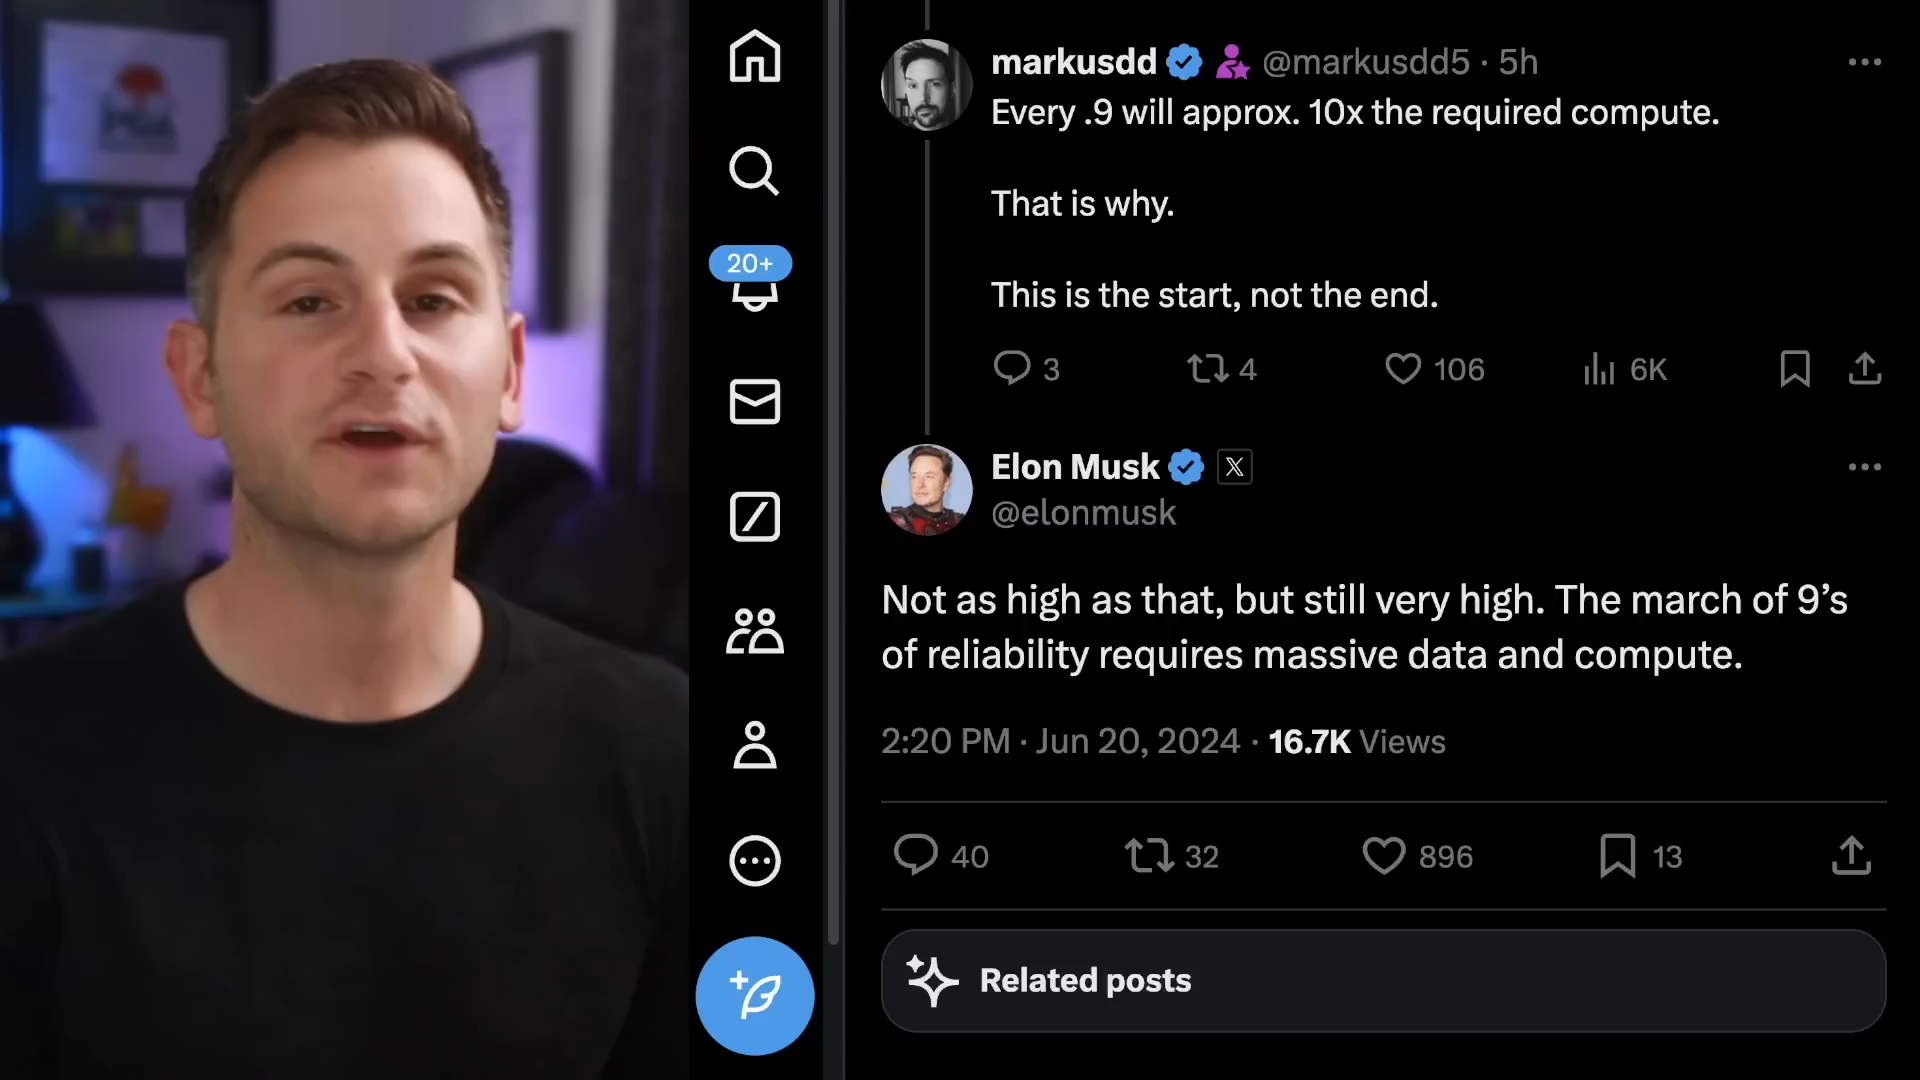 markusdd @markusdd5 · 5h
Every .9 will approx. 10x the required compute.
That is why.
This is the start, not the end.
3 4 106 6K
20+
Elon Musk
@elonmusk
Not as high as that, but still very high. The march of 9’s
of reliability requires massive data and compute.
2:20 PM · Jun 20, 2024 · 16.7K Views
40 32 896 13
Related posts